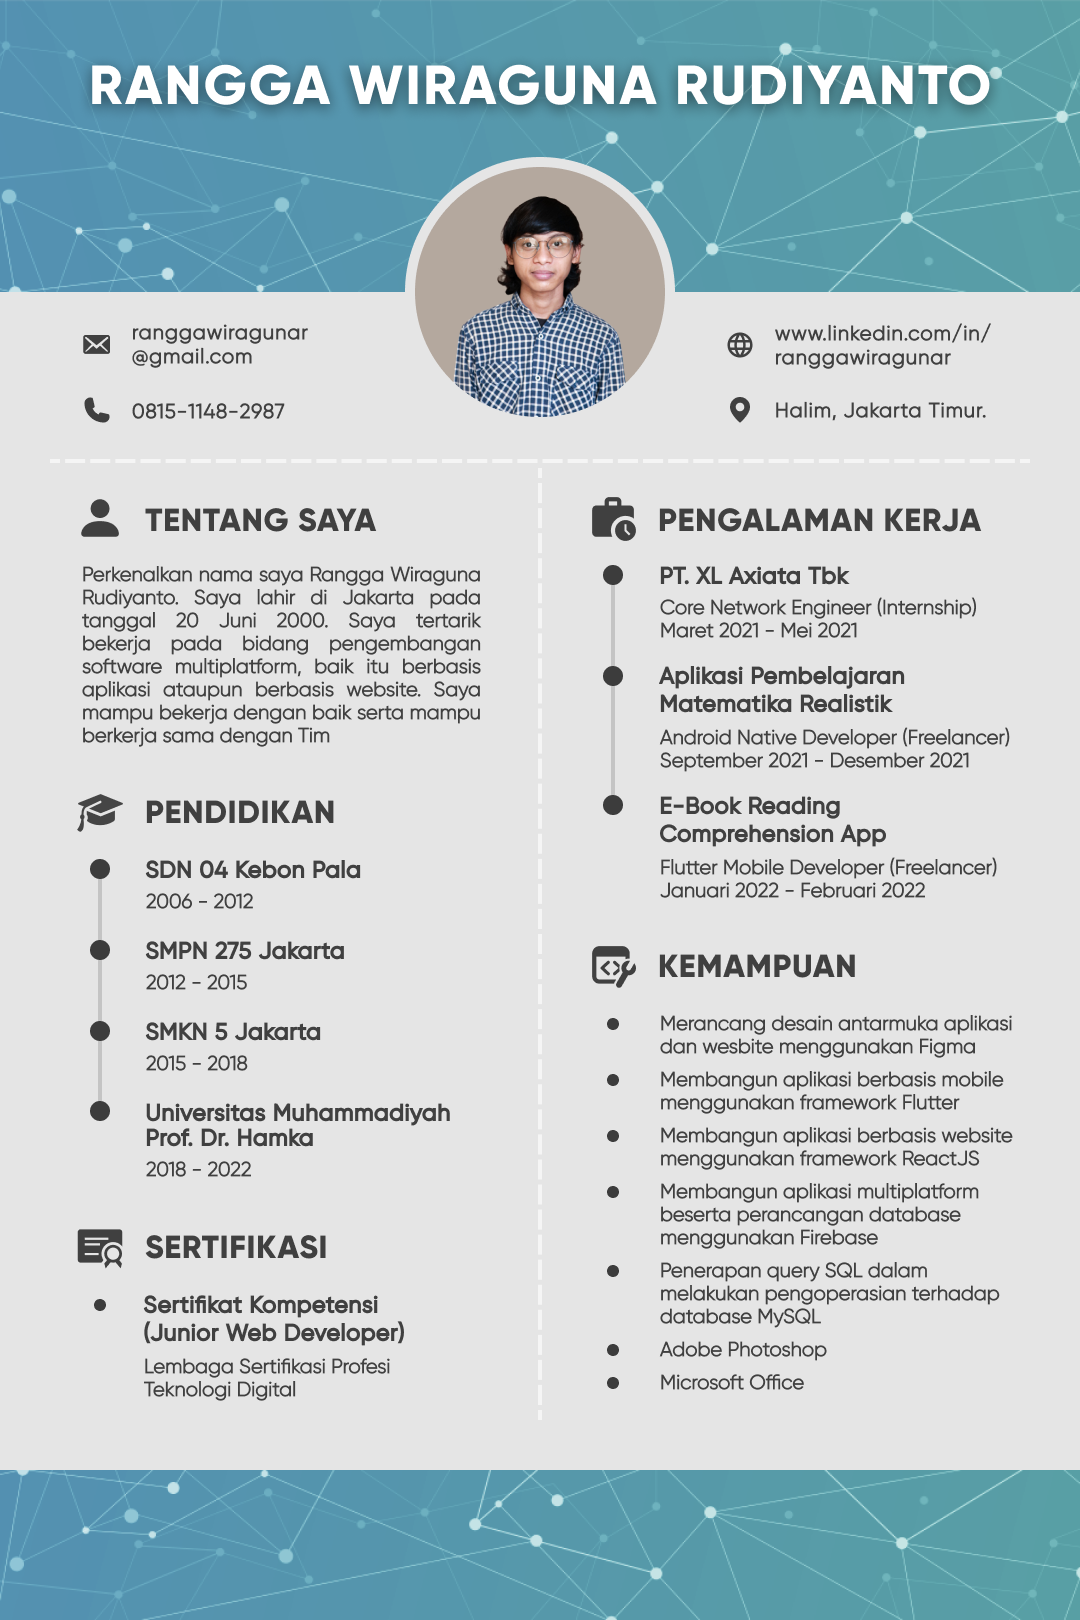 RANGGA WIRAGUNA RUDIYANTO
ranggawiragunar
@gmail.com
0815-1148-2987
www.linkedin.com/in/
ranggawiragunar
Halim, Jakarta Timur.
TENTANG SAYA
Perkenalkan nama saya Rangga Wiraguna
Rudiyanto. Saya lahir di Jakarta pada
tanggal 20 Juni 2000. Saya tertarik
bekerja pada bidang pengembangan
software multiplatform, baik itu berbasis
aplikasi ataupun berbasis website. Saya
mampu bekerja dengan baik serta mampu
berkerja sama dengan Tim
PENDIDIKAN
SDN 04 Kebon Pala
2006 - 2012
SMPN 275 Jakarta
2012 - 2015
SMKN 5 Jakarta
2015 - 2018
Universitas Muhammadiyah
Prof. Dr. Hamka
2018 - 2022
SERTIFIKASI
Sertifikat Kompetensi
(Junior Web Developer)
Lembaga Sertifikasi Profesi
Teknologi Digital
PENGALAMAN KERJA
PT. XL Axiata Tbk
Core Network Engineer (Internship)
Maret 2021 - Mei 2021
Aplikasi Pembelajaran
Matematika Realistik
Android Native Developer (Freelancer)
September 2021 - Desember 2021
E-Book Reading
Comprehension App
Flutter Mobile Developer (Freelancer)
Januari 2022 - Februari 2022
KEMAMPUAN
Merancang desain antarmuka aplikasi
dan wesbite menggunakan Figma
Membangun aplikasi berbasis mobile
menggunakan framework Flutter
Membangun aplikasi berbasis website
menggunakan framework ReactJS
Membangun aplikasi multiplatform
beserta perancangan database
menggunakan Firebase
Penerapan query SQL dalam
melakukan pengoperasian terhadap
database MySQL
Adobe Photoshop
Microsoft Office